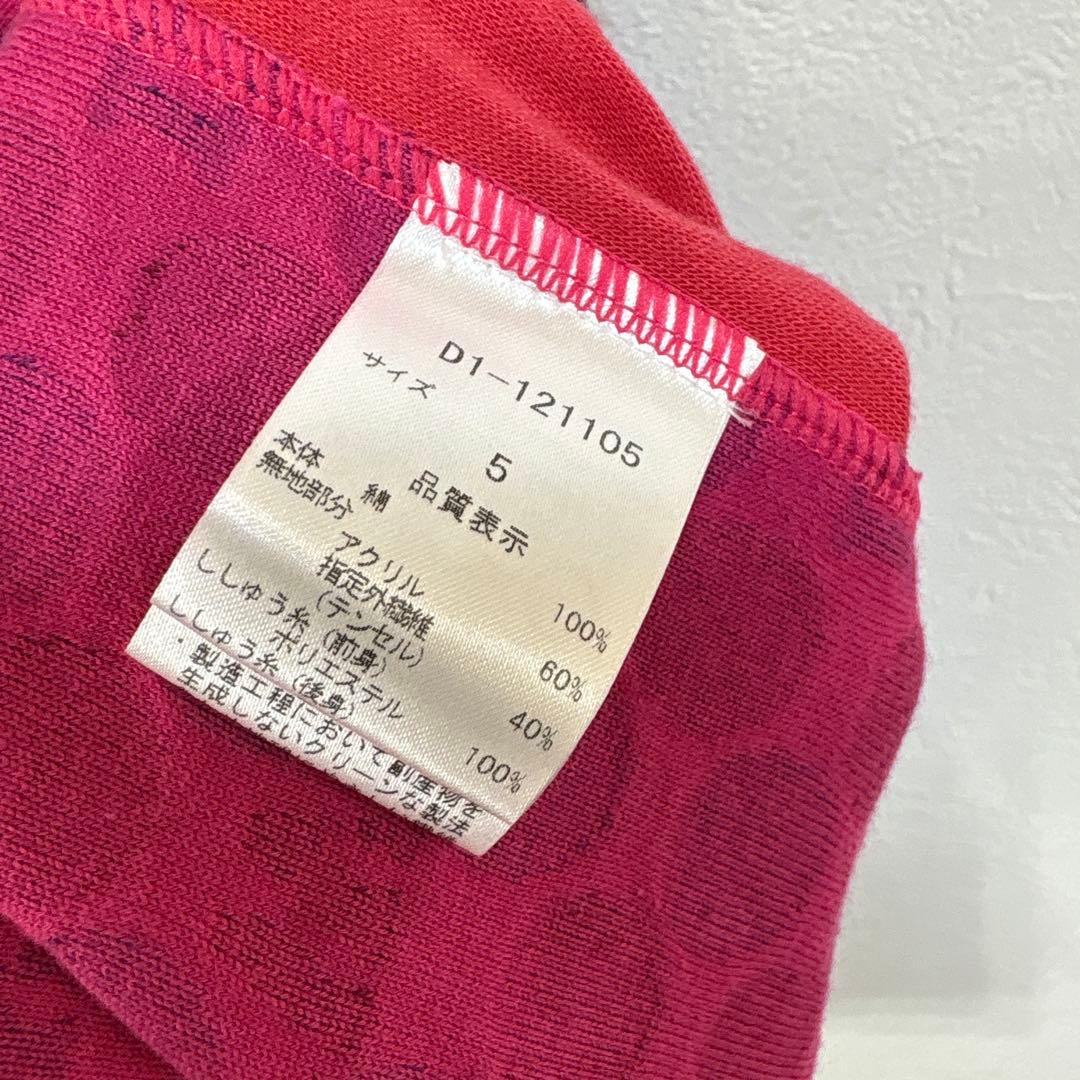 D1-121105
サイズ 5
品質表示
本体 綿 100%
無地部分 アクリル 60%
指定外繊維 40%
(テンセル)
ししゅう糸(前身)
ポリエステル 100%
ししゅう糸(後身)
製造工程において副産物を
生成しないクリーンな製法